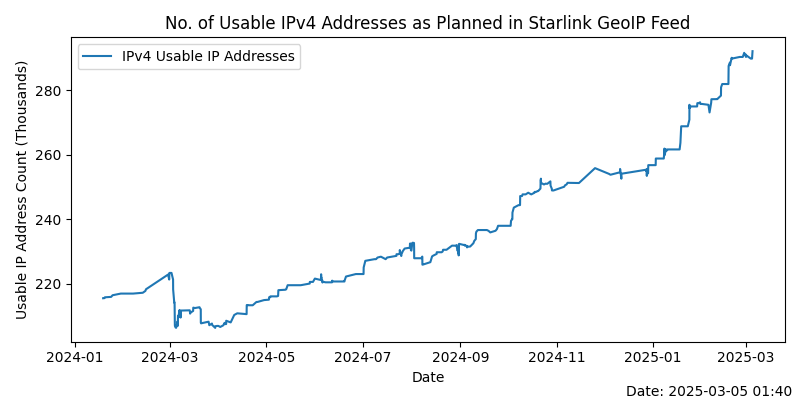 No. of Usable IPv4 Addresses as Planned in Starlink GeoIP Feed
IPv4 Usable IP Addresses
Usable IP Address Count (Thousands)
280
260
240
220
2024-01 2024-03 2024-05 2024-07 2024-09 2024-11 2025-01 2025-03
Date
Date: 2025-03-05 01:40